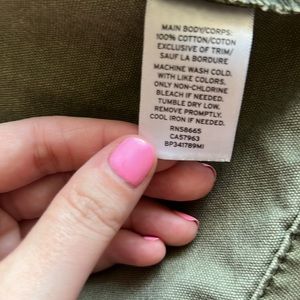 MAIN BODY/CORPS:
100% COTTON/COTON
EXCLUSIVE OF TRIM/
SAUF LA BORDURE
MACHINE WASH COLD.
WITH LIKE COLORS.
ONLY NON-CHLORINE
BLEACH IF NEEDED.
TUMBLE DRY LOW.
REMOVE PROMPTLY.
COOL IRON IF NEEDED.
RN58665
CA57963
BP341789MI